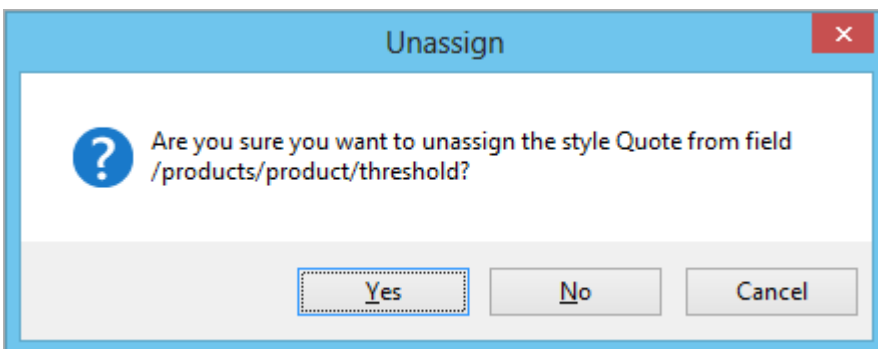 Unassign
Are you sure you want to unassign the style Quote from field
/products/product/threshold?
Yes
No
Cancel